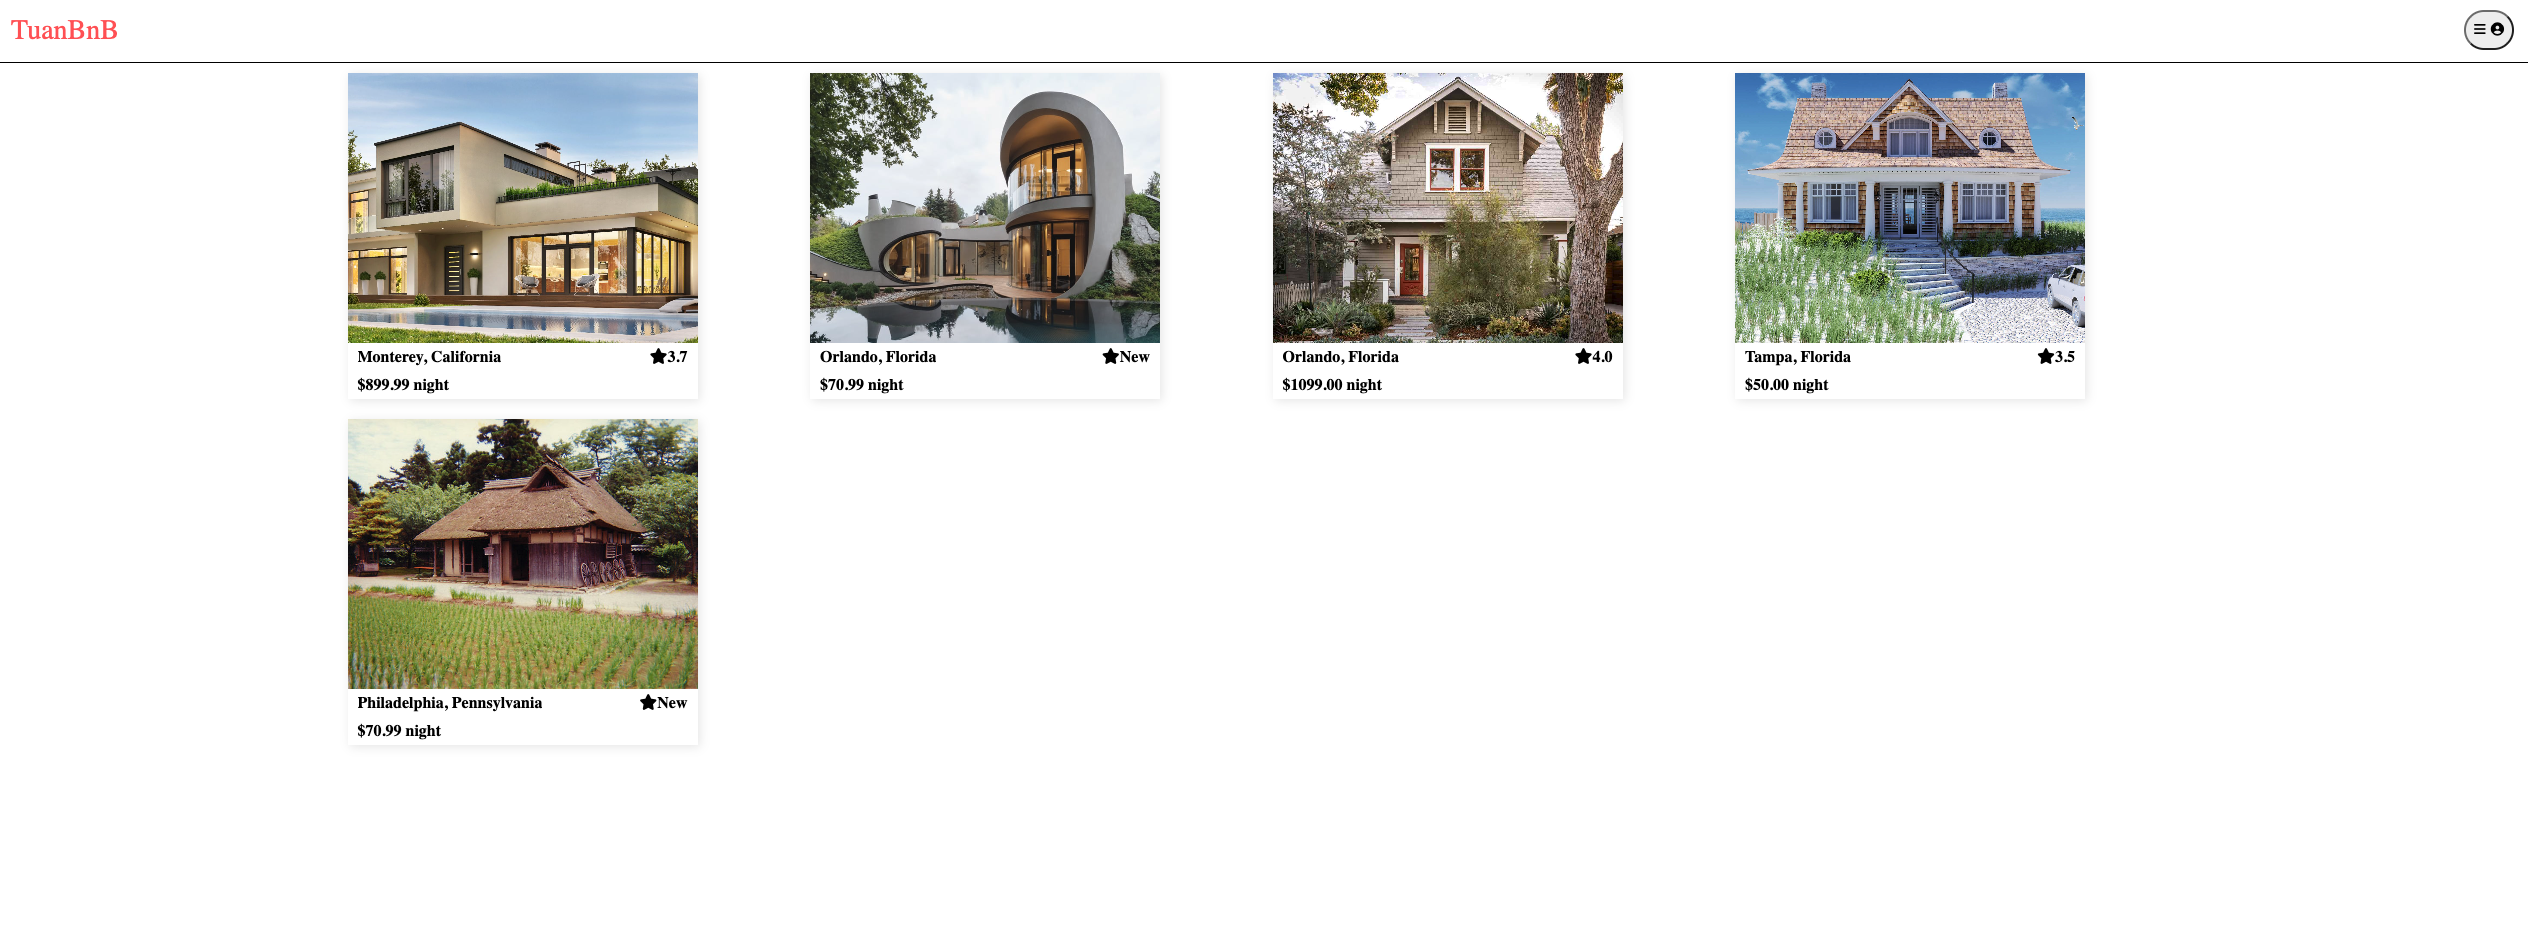 TuanBnB
Monterey, California ★3.7
$899.99 night
Orlando, Florida ★New
$70.99 night
Orlando, Florida ★4.0
$1099.00 night
Tampa, Florida ★3.5
$50.00 night
Philadelphia, Pennsylvania ★New
$70.99 night